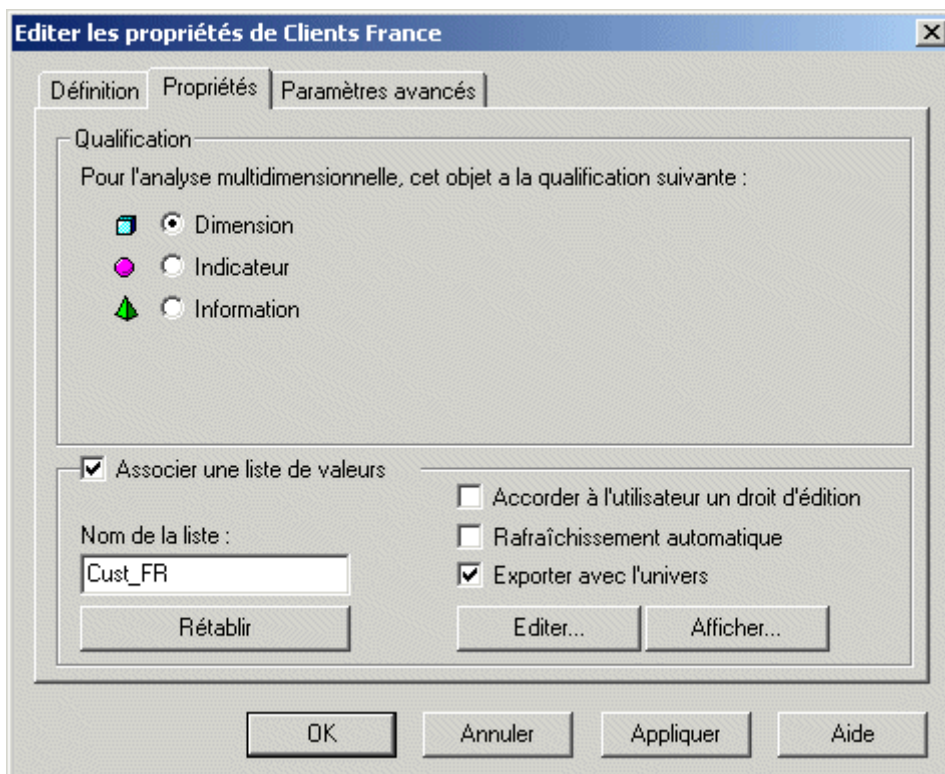 Editer les propriétés de Clients France
Définition Propriétés Paramètres avancés
Qualification
Pour l'analyse multidimensionnelle, cet objet a la qualification suivante :
Dimension
Indicateur
Information
Associer une liste de valeurs
Accorder à l'utilisateur un droit d'édition
Nom de la liste :
Rafraîchissement automatique
Cust_FR
Exporter avec l'univers
Rétablir Editer... Afficher...
OK Annuler Appliquer Aide